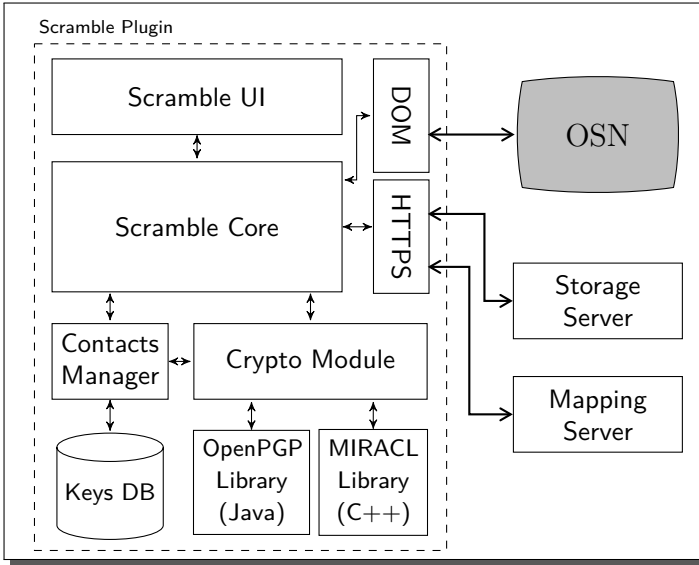 Scramble Plugin
Scramble UI
DOM
OSN
Scramble Core
HTTPS
Storage
Server
Contacts
Manager
Crypto Module
Mapping
Server
Keys DB
OpenPGP
Library
(Java)
MIRACL
Library
(C++)